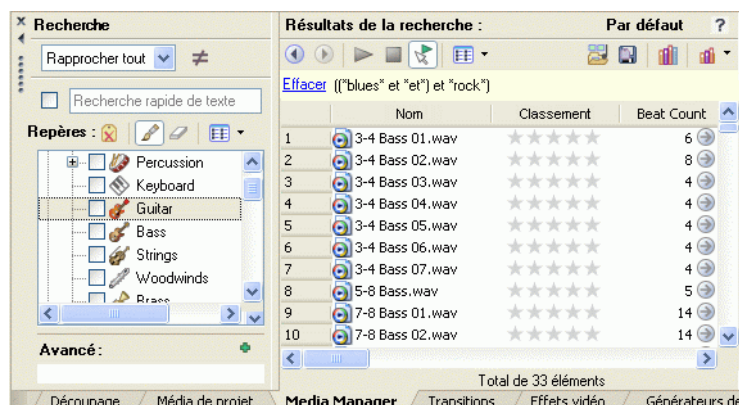 Recherche
Rapprocher tout
Recherche rapide de texte
Repères :
Percussion
Keyboard
Guitar
Bass
Strings
Woodwinds
Brass
Avancé :
Résultats de la recherche : Par défaut ?
Effacer (("blues" et "et") et "rock")
Nom Classement Beat Count
1 3-4 Bass 01.wav 6
2 3-4 Bass 02.wav 8
3 3-4 Bass 03.wav 4
4 3-4 Bass 04.wav 4
5 3-4 Bass 05.wav 4
6 3-4 Bass 06.wav 4
7 3-4 Bass 07.wav 4
8 5-8 Bass.wav 5
9 7-8 Bass 01.wav 14
10 7-8 Bass 02.wav 14
Total de 33 éléments
Découpage Média de projet Media Manager Transitions Effets vidéo Générateurs de